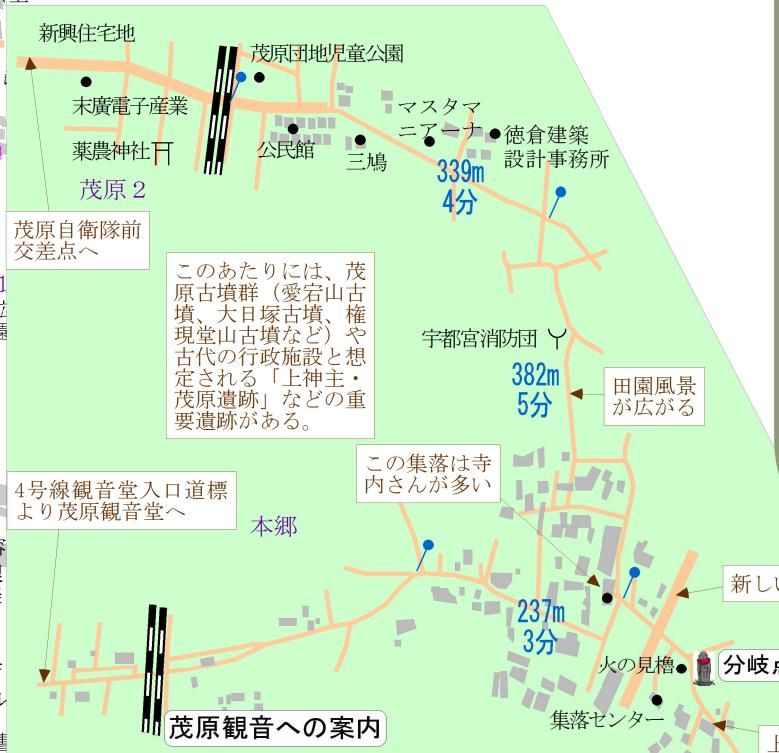 新興住宅地
茂原団地児童公園
末廣電子産業
マスタマ
ニアーナ
徳倉建築
設計事務所
薬農神社
公民館
三鳩
339m
4分
茂原2
茂原自衛隊前
交差点へ
このあたりには、茂
原古墳群（愛宕山古
墳、大日塚古墳、権
現堂山古墳など）や
古代の行政施設と想
定される「上神主・
茂原遺跡」などの重
要遺跡がある。
宇都宮消防団
382m
5分
田園風景
が広がる
この集落は寺
内さんが多い
4号線観音堂入口道標
より茂原観音堂へ
本郷
新しい
237m
3分
火の見櫓
分岐点
集落センター
茂原観音への案内